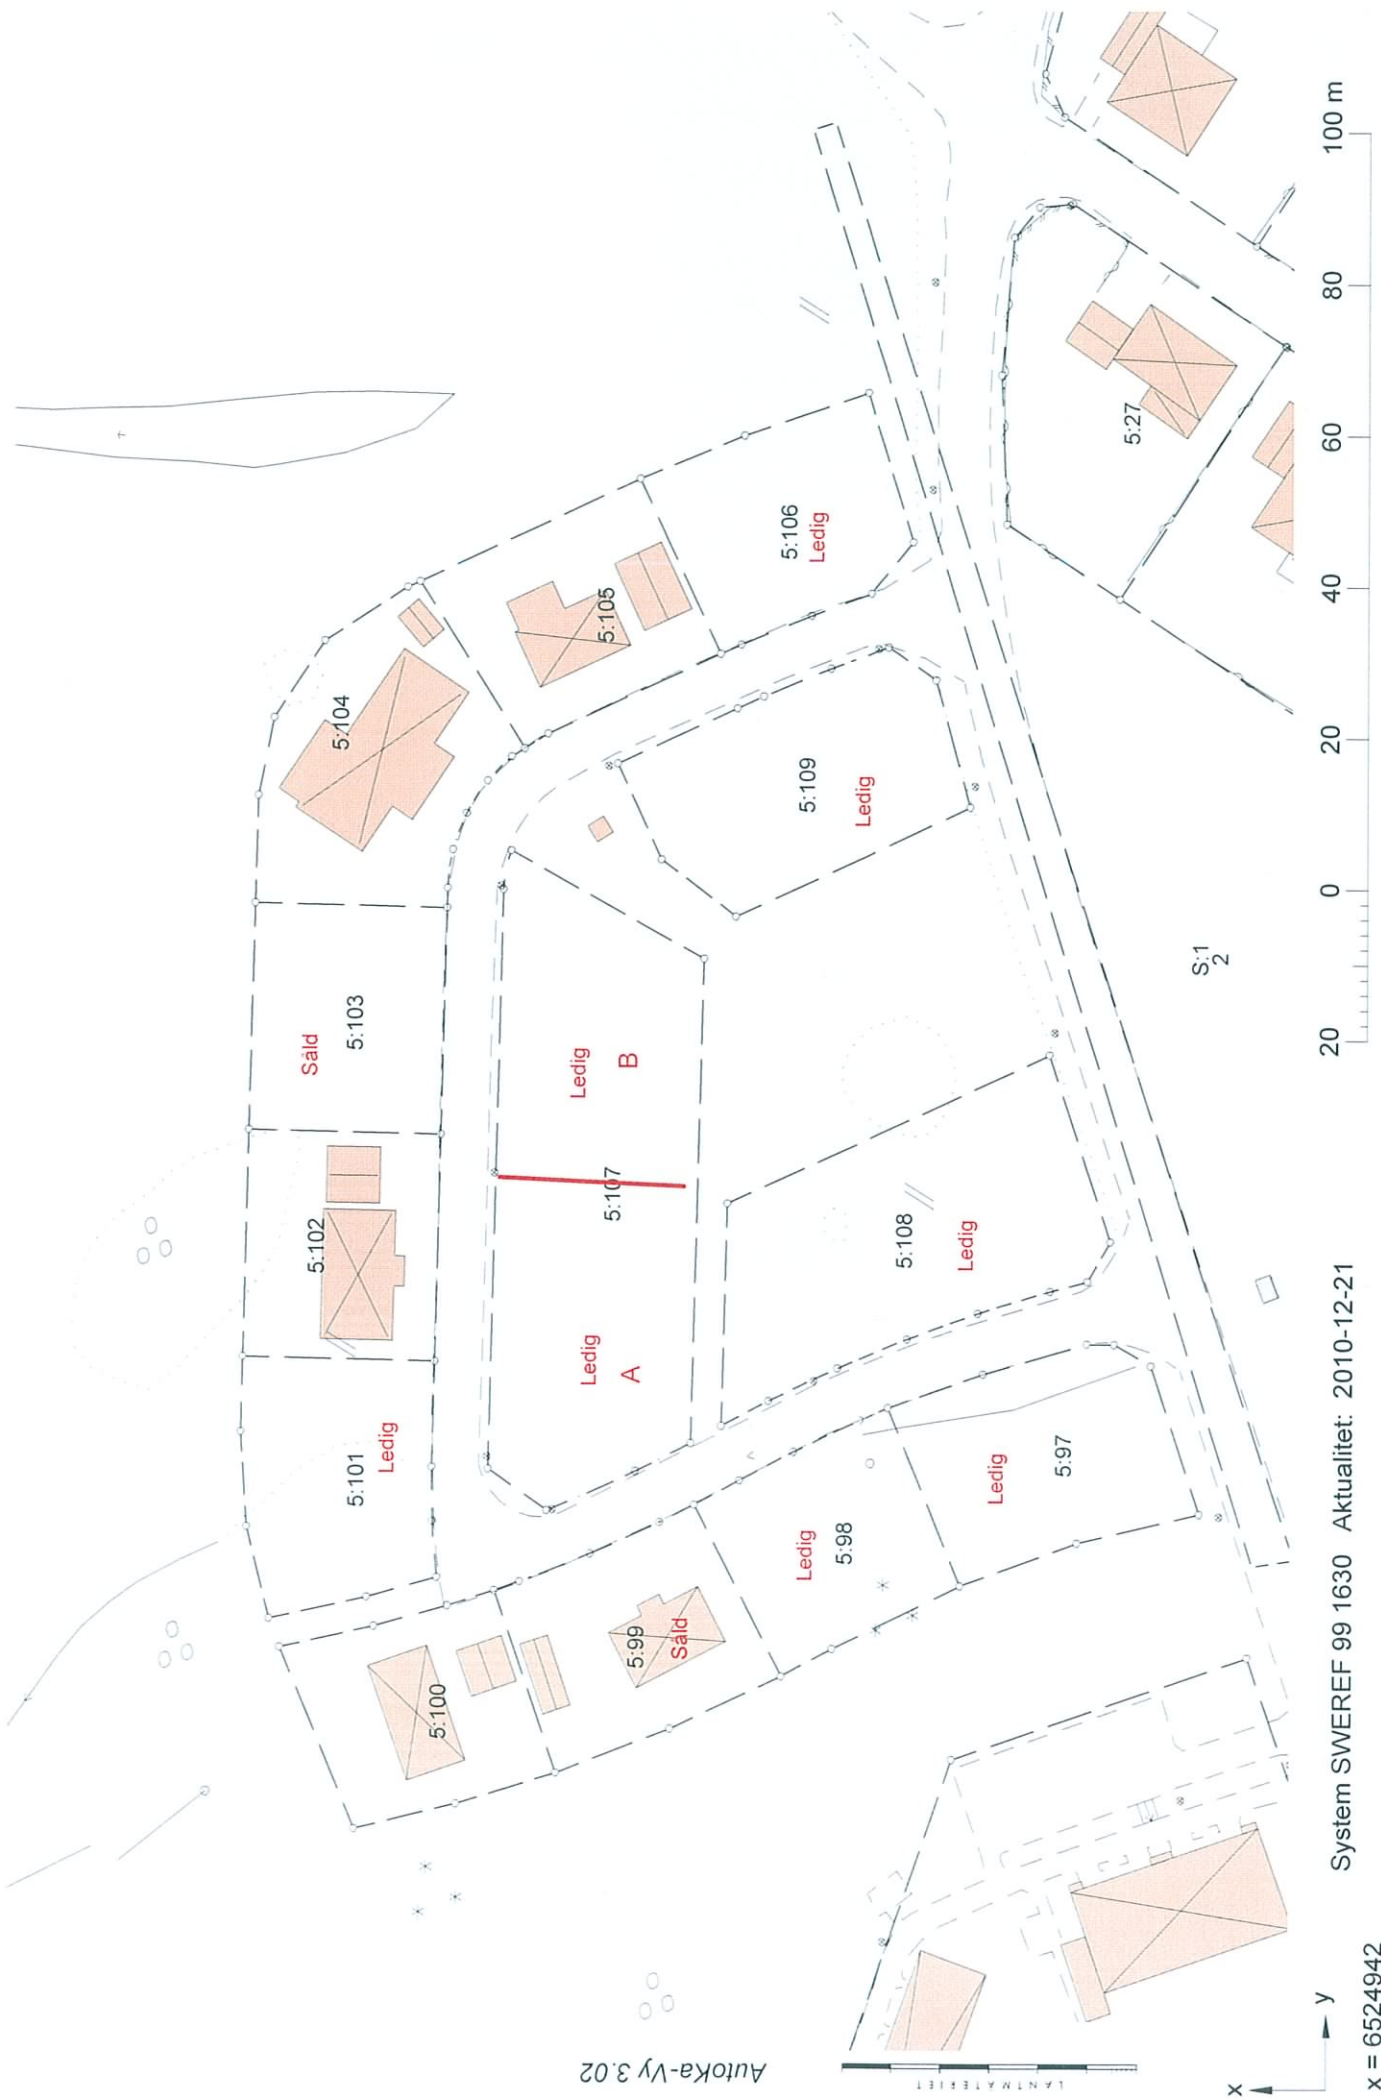 5:104
5:105
5:106
Ledig
5:103
Såld
5:102
5:101
Ledig
5:100
5:99
Såld
Ledig
5:98
Ledig
5:97
Ledig
A
5:107
Ledig
B
5:109
Ledig
5:108
Ledig
5:27
S:1
2
AutoKa-Vy 3.02
LANTMÄTERIET
x
y
x = 6524942
System SWEREF 99 1630 Aktualitet: 2010-12-21
20 0 20 40 60 80 100 m